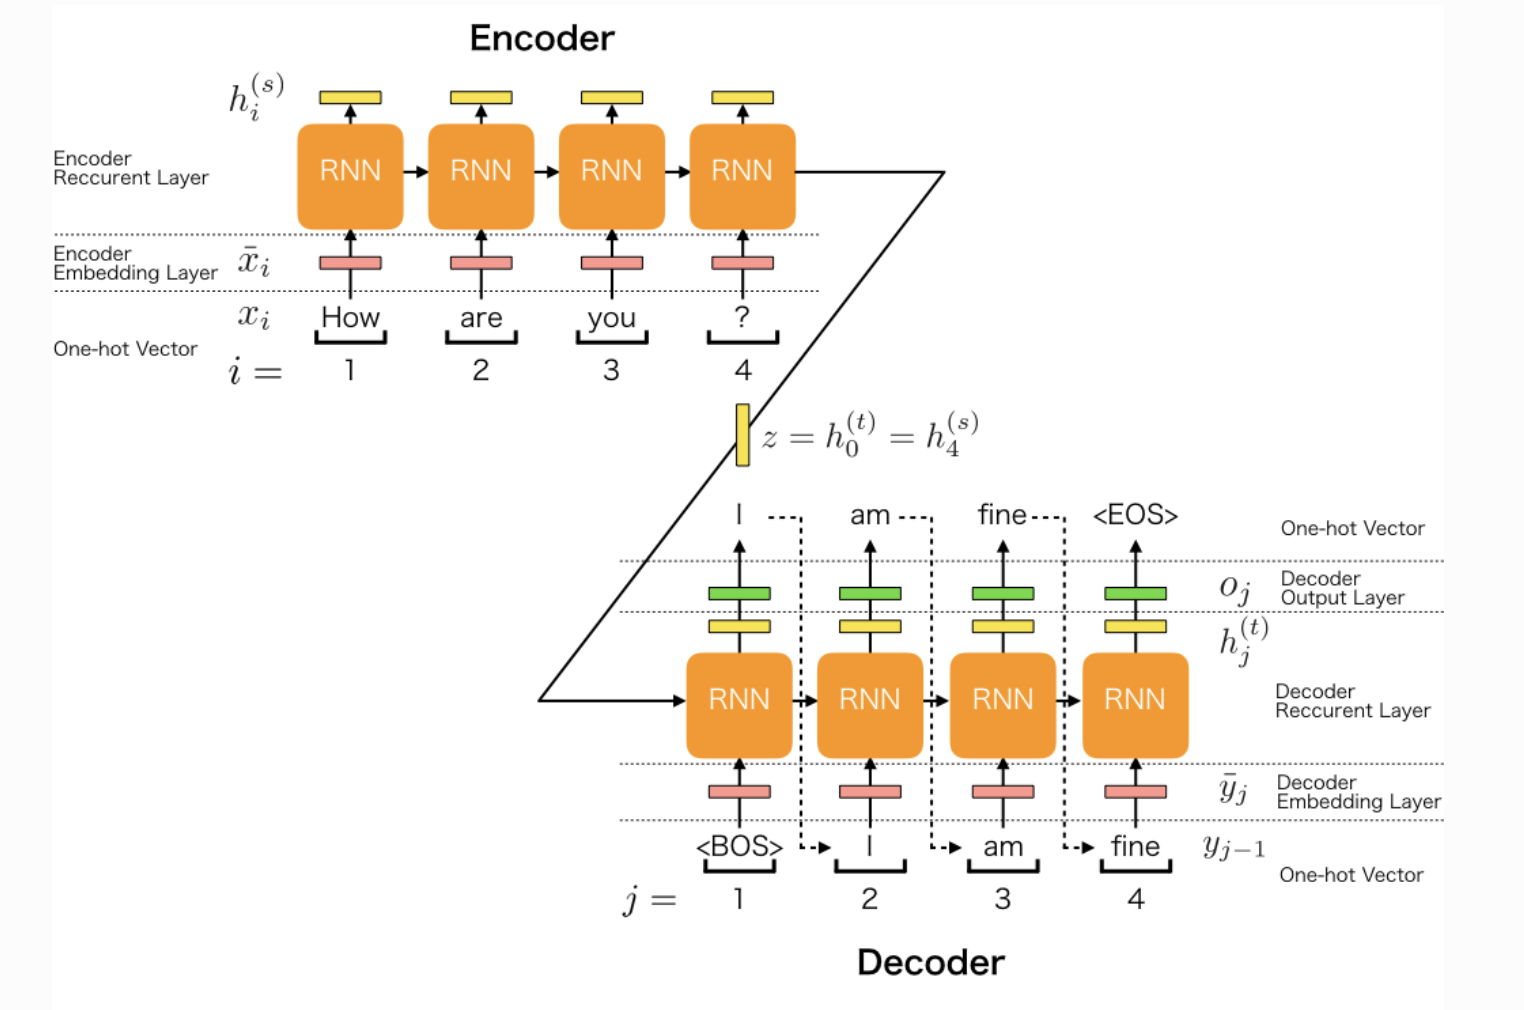 Encoder
h_i^{(s)}
Encoder
Reccurent Layer
RNN RNN RNN RNN
Encoder
Embedding Layer
x̄_i
x_i How are you ?
One-hot Vector
i = 1 2 3 4
z = h_0^{(t)} = h_4^{(s)}
I am fine <EOS>
One-hot Vector
o_j
Decoder
Output Layer
h_j^{(t)}
RNN RNN RNN RNN
Decoder
Reccurent Layer
ȳ_j
Decoder
Embedding Layer
<BOS> I am fine y_{j-1}
One-hot Vector
j = 1 2 3 4
Decoder